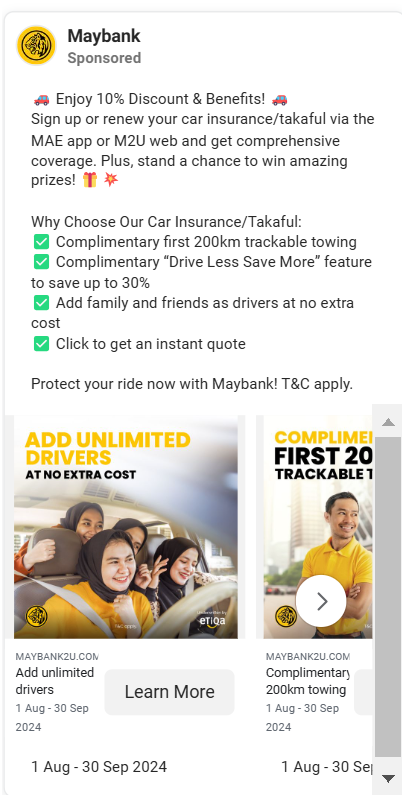 Maybank
Sponsored
🚗 Enjoy 10% Discount & Benefits! 🚗
Sign up or renew your car insurance/takaful via the
MAE app or M2U web and get comprehensive
coverage. Plus, stand a chance to win amazing
prizes! 🎁 💥
Why Choose Our Car Insurance/Takaful:
✅ Complimentary first 200km trackable towing
✅ Complimentary “Drive Less Save More” feature
to save up to 30%
✅ Add family and friends as drivers at no extra
cost
✅ Click to get an instant quote
Protect your ride now with Maybank! T&C apply.
ADD UNLIMITED
DRIVERS
AT NO EXTRA COST
T&C apply
etiqa
MAYBANK2U.COM
Add unlimited
drivers
1 Aug - 30 Sep
2024
Learn More
1 Aug - 30 Sep 2024
COMPLIME
FIRST 20
TRACKABLE T
MAYBANK2U.COM
Complimentary
200km towing
1 Aug - 30 Sep
2024
1 Aug - 30 Sep